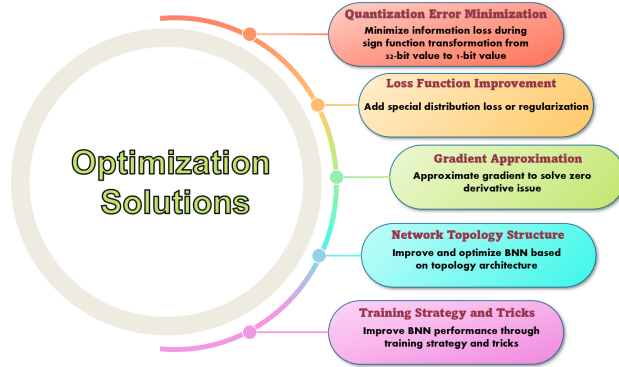 Optimization
Solutions
Quantization Error Minimization
Minimize information loss during
sign function transformation from
32-bit value to 1-bit value
Loss Function Improvement
Add special distribution loss or regularization
Gradient Approximation
Approximate gradient to solve zero
derivative issue
Network Topology Structure
Improve and optimize BNN based
on topology architecture
Training Strategy and Tricks
Improve BNN performance through
training strategy and tricks